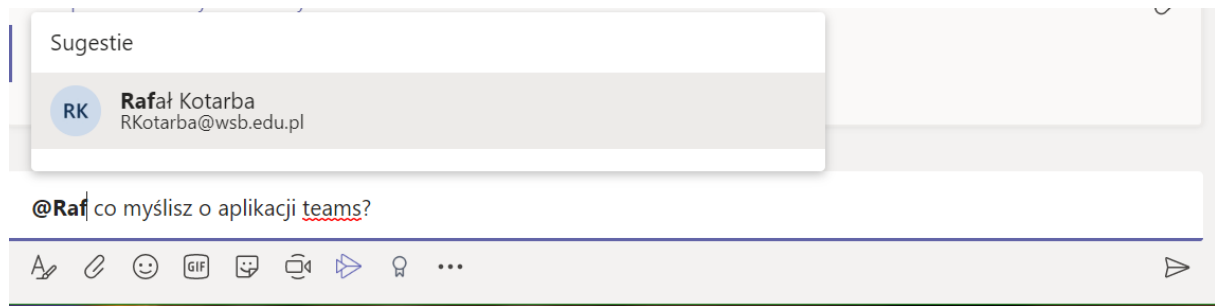 Sugestie
RK
Rafał Kotarba
RKotarba@wsb.edu.pl
@Raf co myślisz o aplikacji teams?
GIF